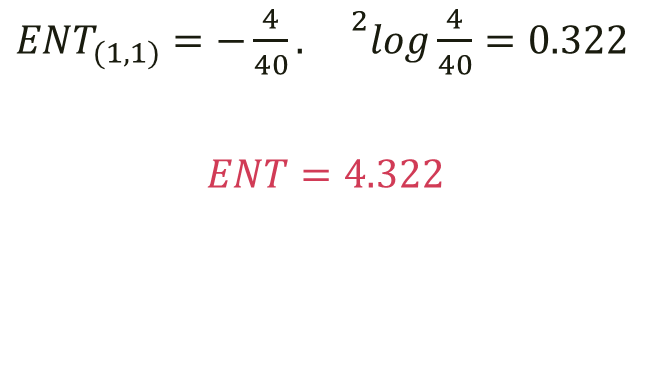 ENT(1,1) = − 4/40 . ²log 4/40 = 0.322
ENT = 4.322